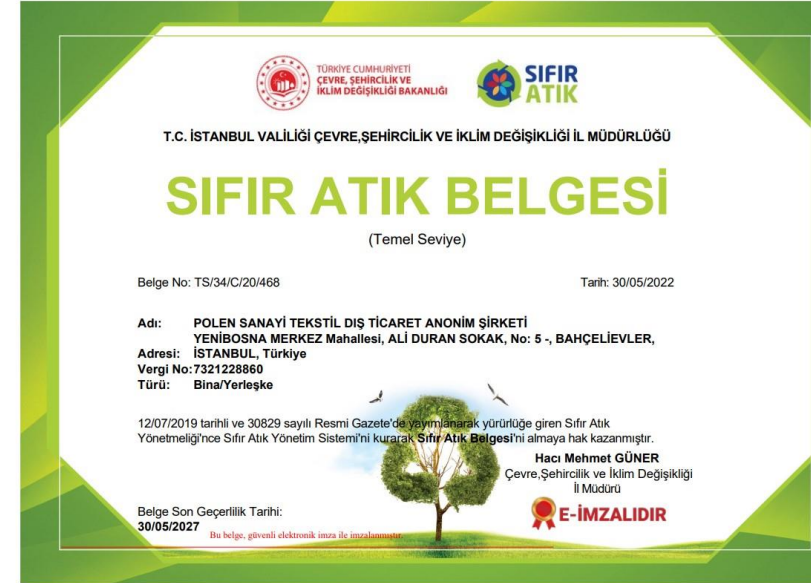 TÜRKİYE CUMHURİYETİ
ÇEVRE, ŞEHİRCİLİK VE
İKLİM DEĞİŞİKLİĞİ BAKANLIĞI
SIFIR
ATIK
T.C. İSTANBUL VALİLİĞİ ÇEVRE,ŞEHİRCİLİK VE İKLİM DEĞİŞİKLİĞİ İL MÜDÜRLÜĞÜ
SIFIR ATIK BELGESİ
(Temel Seviye)
Belge No: TS/34/C/20/468 Tarih: 30/05/2022
Adı: POLEN SANAYİ TEKSTİL DIŞ TİCARET ANONİM ŞİRKETİ
YENİBOSNA MERKEZ Mahallesi, ALİ DURAN SOKAK, No: 5 -, BAHÇELİEVLER,
Adresi: İSTANBUL, Türkiye
Vergi No:7321228860
Türü: Bina/Yerleşke
12/07/2019 tarihli ve 30829 sayılı Resmi Gazete'de yayımlanarak yürürlüğe giren Sıfır Atık
Yönetmeliği'nce Sıfır Atık Yönetim Sistemi'ni kurarak Sıfır Atık Belgesi'ni almaya hak kazanmıştır.
Hacı Mehmet GÜNER
Çevre,Şehircilik ve İklim Değişikliği
İl Müdürü
E-İMZALIDIR
Belge Son Geçerlilik Tarihi:
30/05/2027
Bu belge, güvenli elektronik imza ile imzalanmıştır.